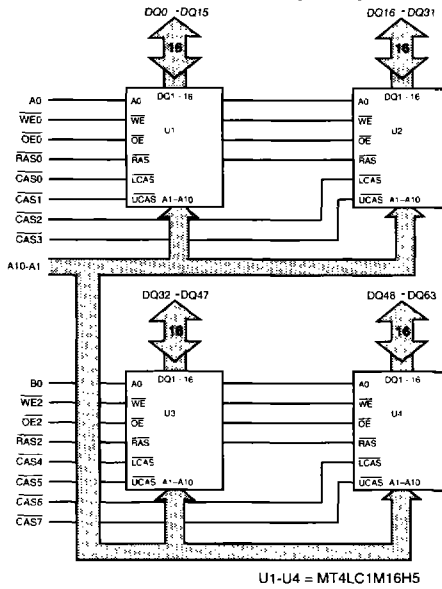 DQ0 -DQ15 DQ16 -DQ31
16 16
A0 A0 DQ1 - 16 DQ1 - 16 A0
WE0 WE WE
U1 U2
OE0 OE OE
RAS0 RAS RAS
CAS0 LCAS LCAS
CAS1 UCAS A1-A10 UCAS A1-A10
CAS2
CAS3
A10-A1
DQ32 -DQ47 DQ48 -DQ63
16 16
B0 A0 DQ1 - 16 A0 DQ1 - 16
WE2 WE WE
U3 U4
OE2 OE OE
RAS2 RAS RAS
CAS4 LCAS LCAS
CAS5 UCAS A1-A10 UCAS A1-A10
CAS6
CAS7
U1-U4 = MT4LC1M16H5